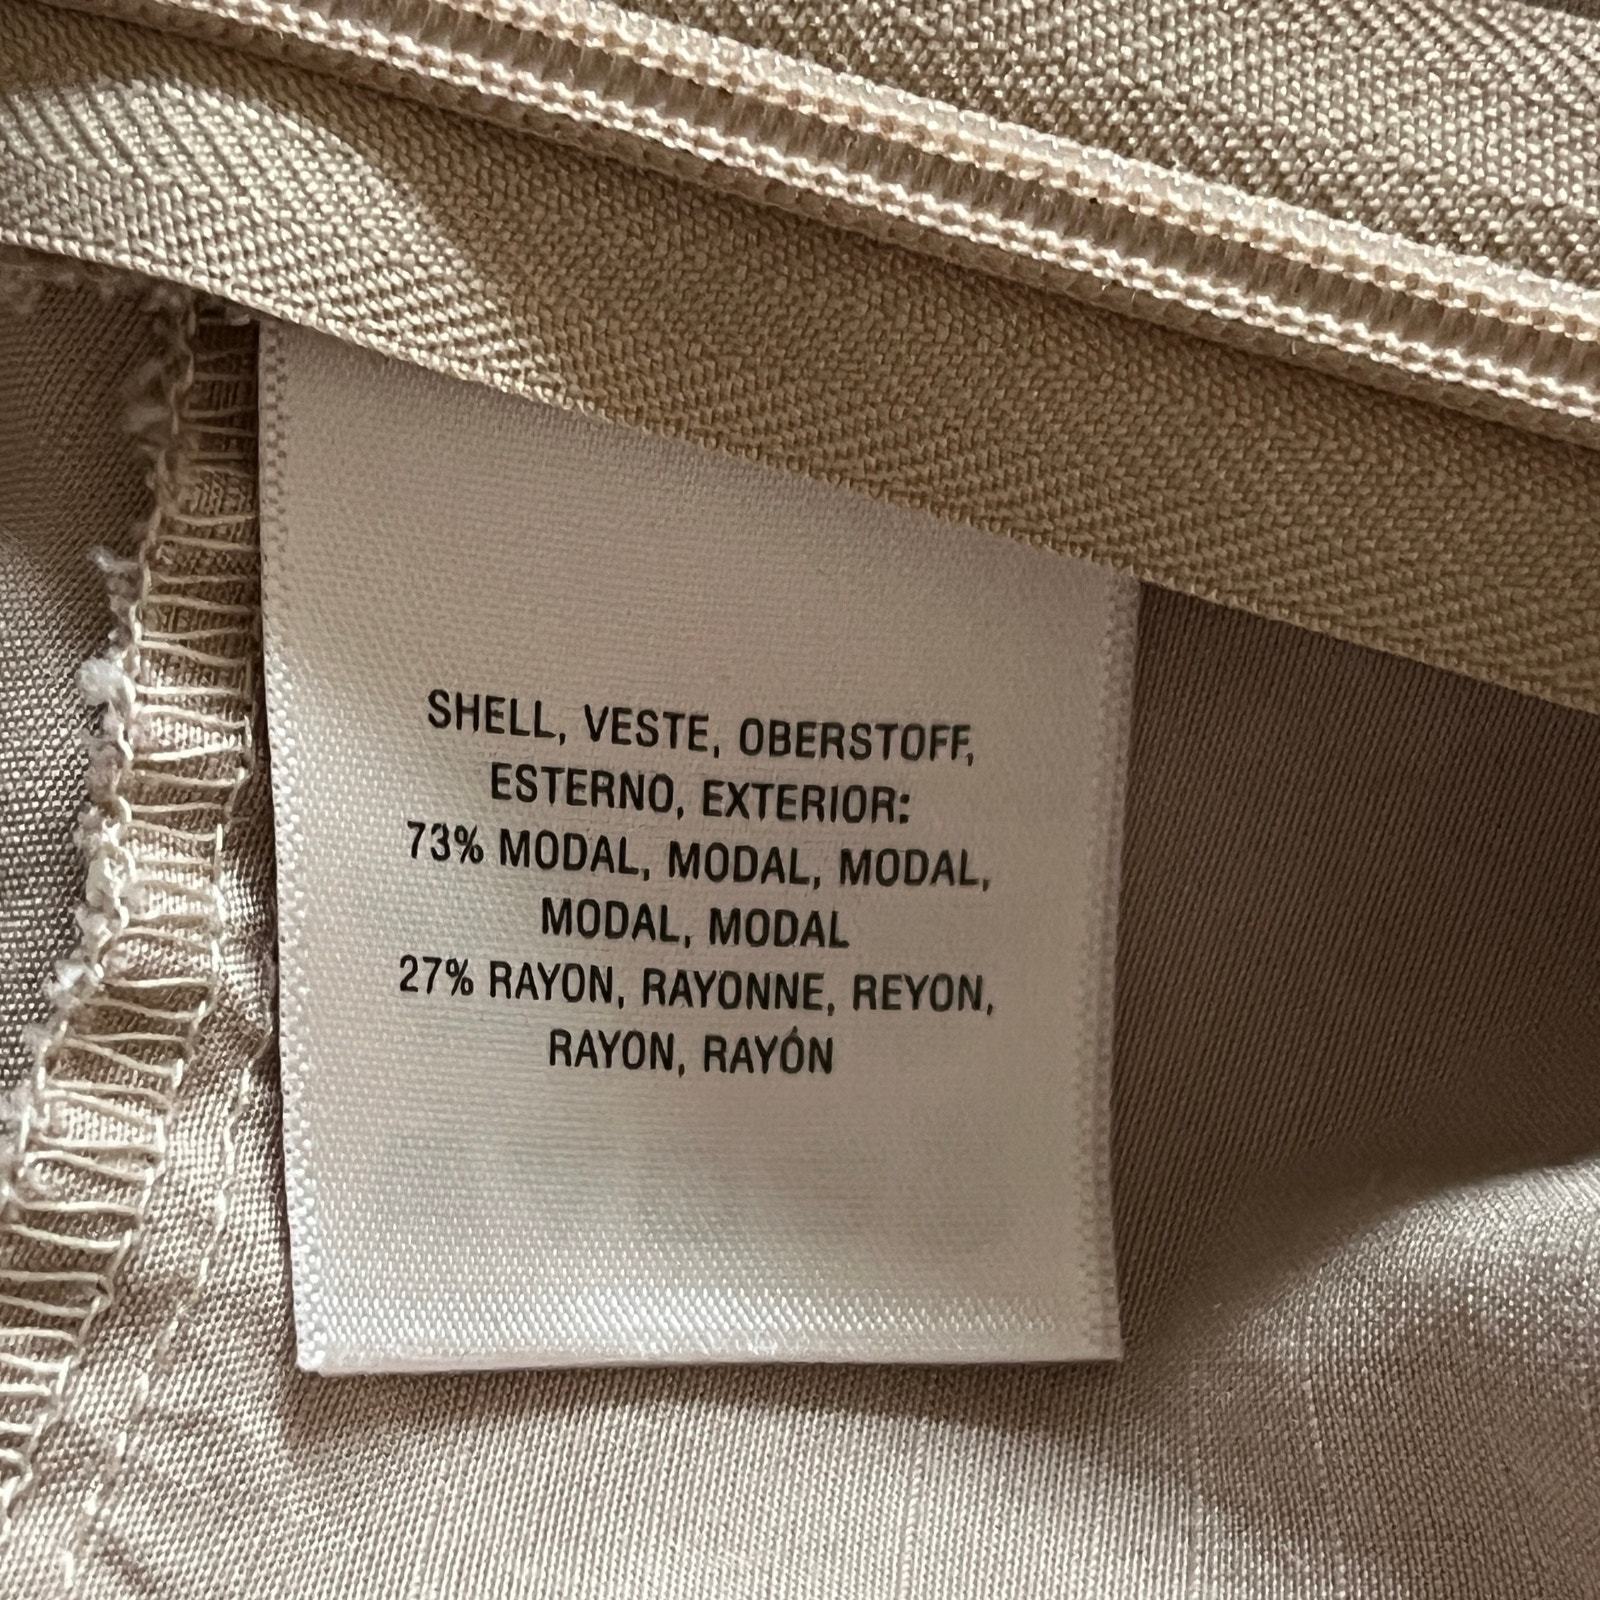 SHELL, VESTE, OBERSTOFF,
ESTERNO, EXTERIOR:
73% MODAL, MODAL, MODAL,
MODAL, MODAL
27% RAYON, RAYONNE, REYON,
RAYON, RAYÓN